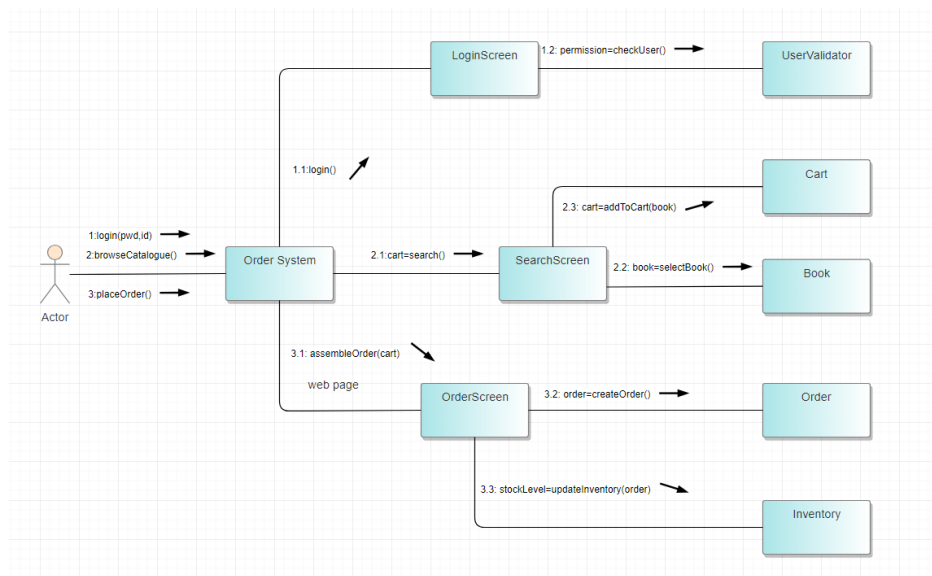 LoginScreen
1.2: permission=checkUser()
UserValidator
1.1:login()
Cart
2.3: cart=addToCart(book)
1:login(pwd,id)
2:browseCatalogue()
Order System
2.1:cart=search()
SearchScreen
2.2: book=selectBook()
Book
3:placeOrder()
Actor
3.1: assembleOrder(cart)
web page
OrderScreen
3.2: order=createOrder()
Order
3.3: stockLevel=updateInventory(order)
Inventory